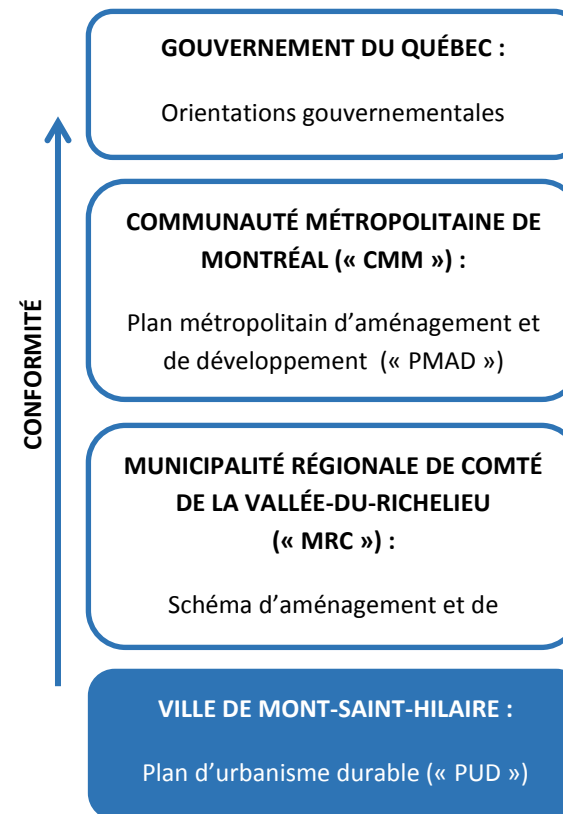 GOUVERNEMENT DU QUÉBEC :
Orientations gouvernementales
COMMUNAUTÉ MÉTROPOLITAINE DE
MONTRÉAL (« CMM ») :
Plan métropolitain d’aménagement et
de développement (« PMAD »)
MUNICIPALITÉ RÉGIONALE DE COMTÉ
DE LA VALLÉE-DU-RICHELIEU
(« MRC ») :
Schéma d’aménagement et de
VILLE DE MONT-SAINT-HILAIRE :
Plan d’urbanisme durable (« PUD »)
CONFORMITÉ